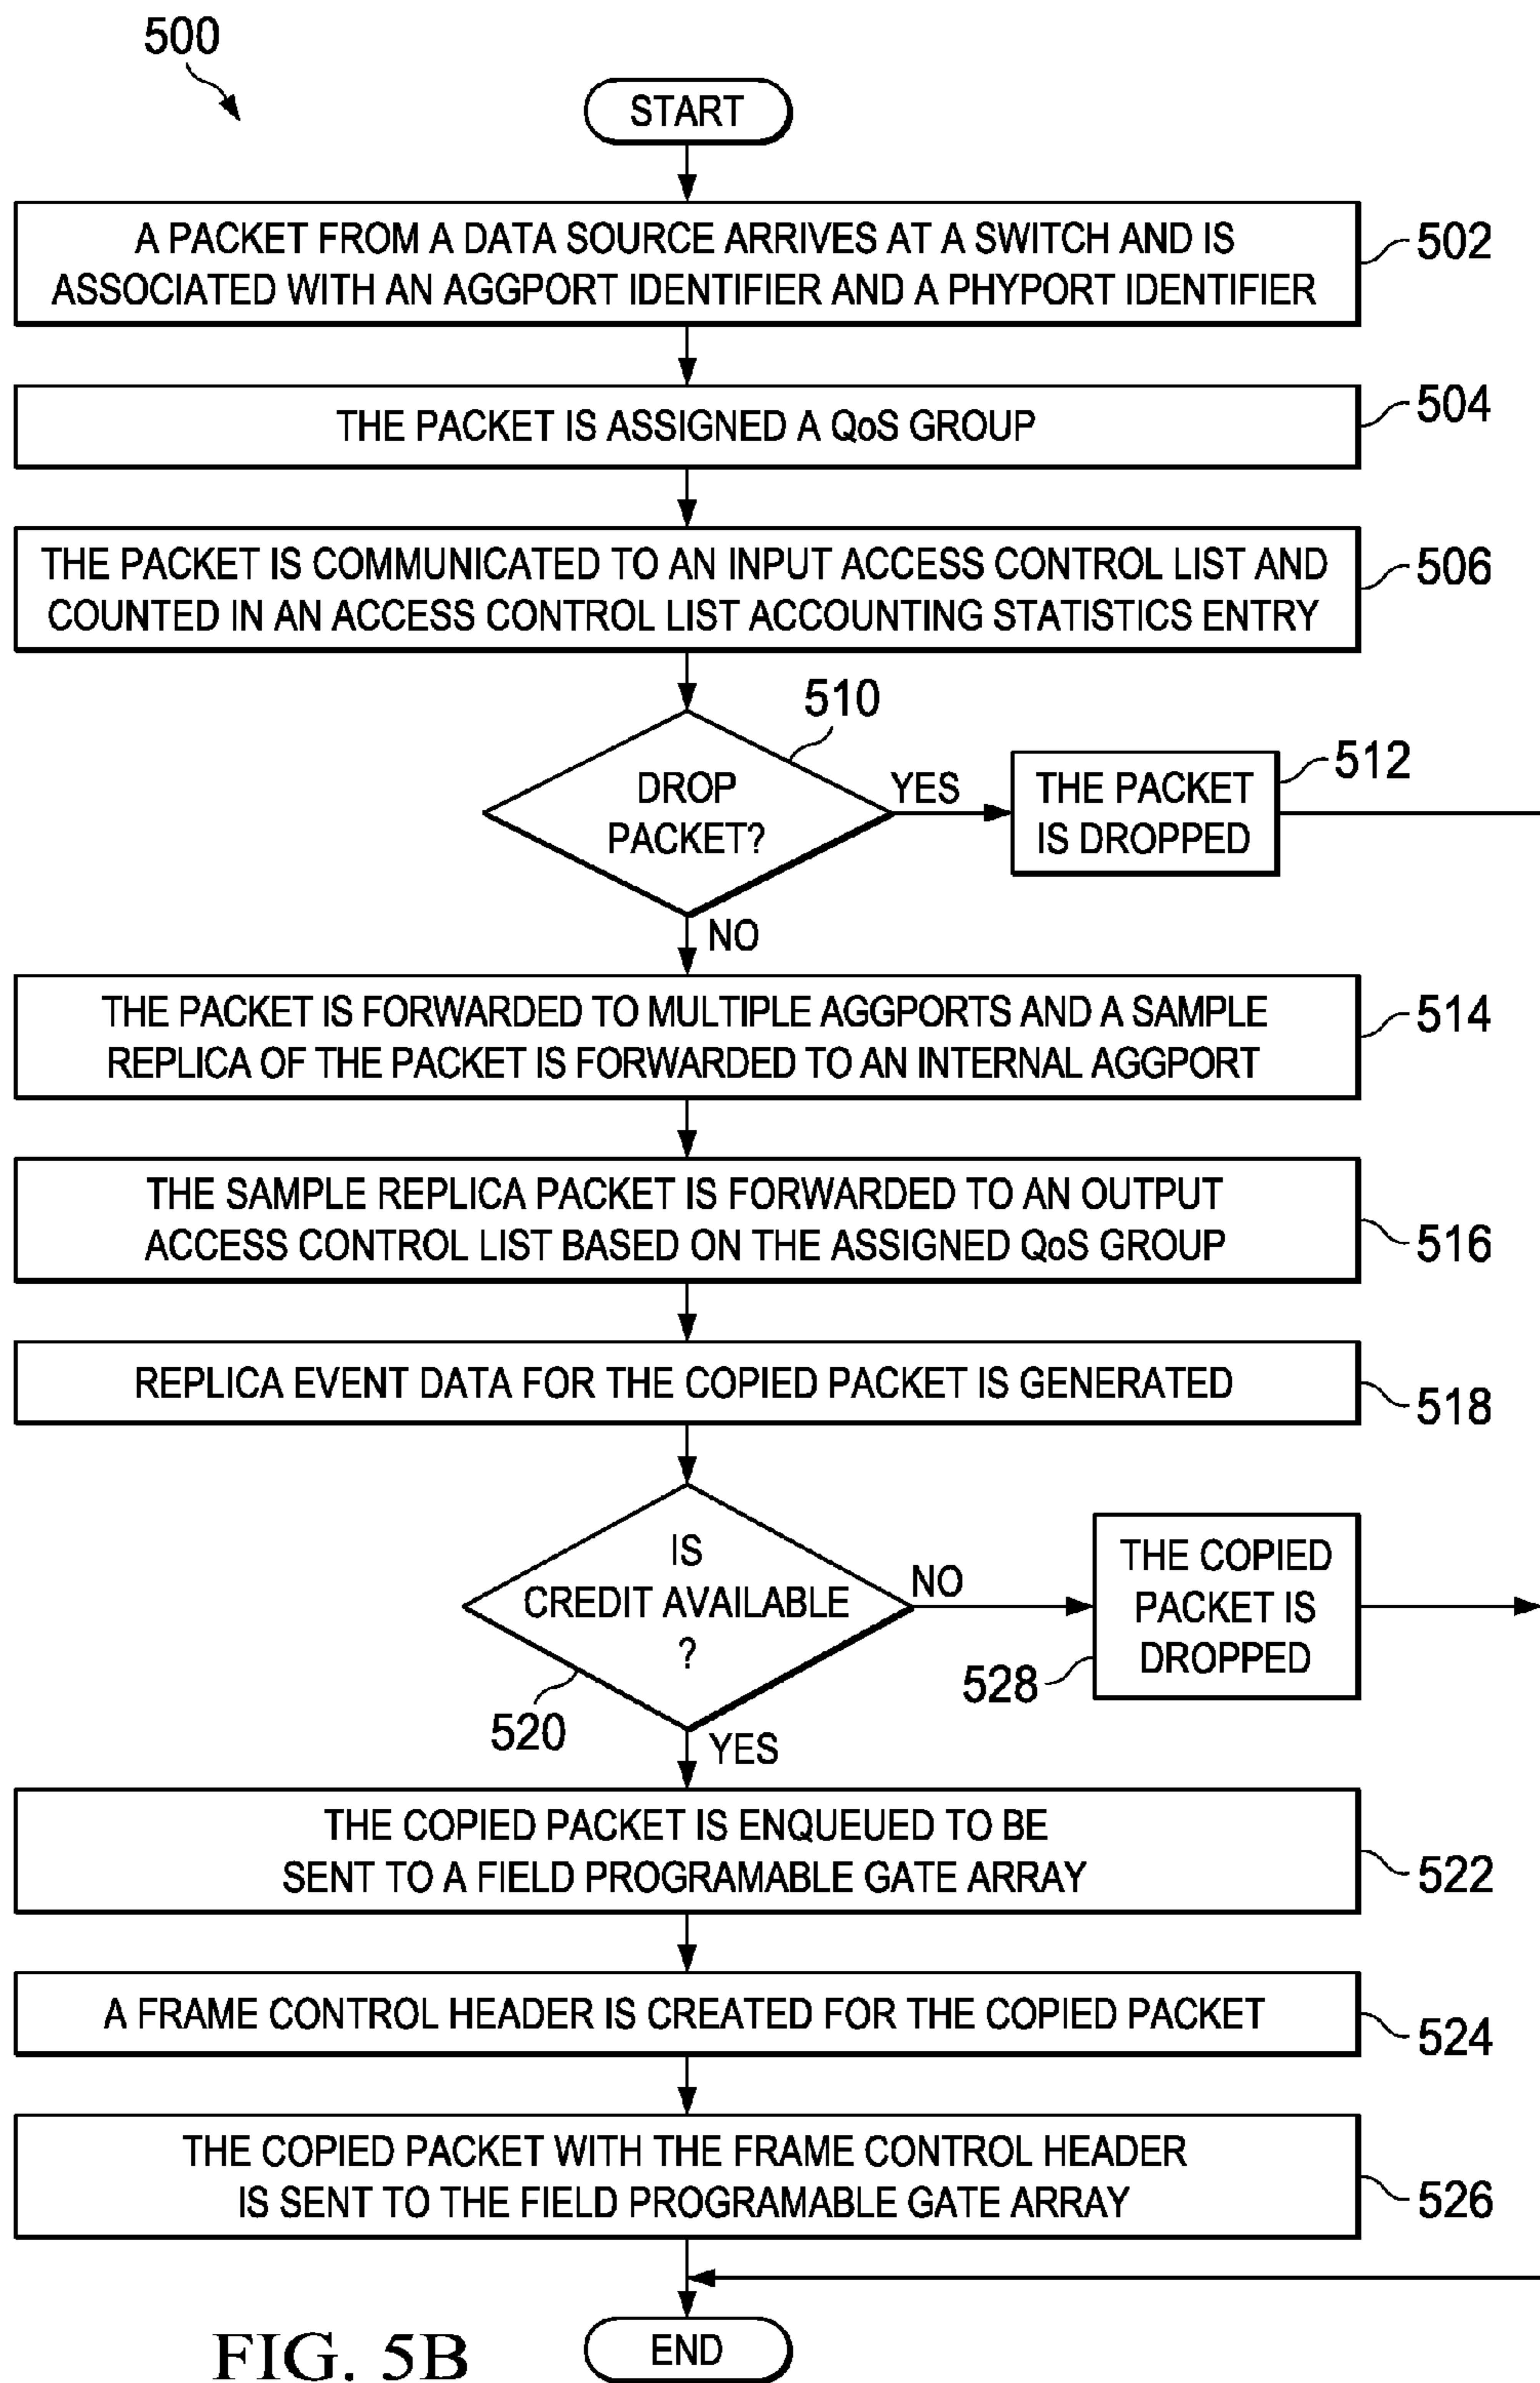 500
START
A PACKET FROM A DATA SOURCE ARRIVES AT A SWITCH AND IS
ASSOCIATED WITH AN AGGPORT IDENTIFIER AND A PHYPORT IDENTIFIER
502
THE PACKET IS ASSIGNED A QoS GROUP
504
THE PACKET IS COMMUNICATED TO AN INPUT ACCESS CONTROL LIST AND
COUNTED IN AN ACCESS CONTROL LIST ACCOUNTING STATISTICS ENTRY
506
510
DROP
PACKET?
YES
THE PACKET
IS DROPPED
512
NO
THE PACKET IS FORWARDED TO MULTIPLE AGGPORTS AND A SAMPLE
REPLICA OF THE PACKET IS FORWARDED TO AN INTERNAL AGGPORT
514
THE SAMPLE REPLICA PACKET IS FORWARDED TO AN OUTPUT
ACCESS CONTROL LIST BASED ON THE ASSIGNED QoS GROUP
516
REPLICA EVENT DATA FOR THE COPIED PACKET IS GENERATED
518
IS
CREDIT AVAILABLE
?
520
NO
THE COPIED
PACKET IS
DROPPED
528
YES
THE COPIED PACKET IS ENQUEUED TO BE
SENT TO A FIELD PROGRAMABLE GATE ARRAY
522
A FRAME CONTROL HEADER IS CREATED FOR THE COPIED PACKET
524
THE COPIED PACKET WITH THE FRAME CONTROL HEADER
IS SENT TO THE FIELD PROGRAMABLE GATE ARRAY
526
END
FIG. 5B